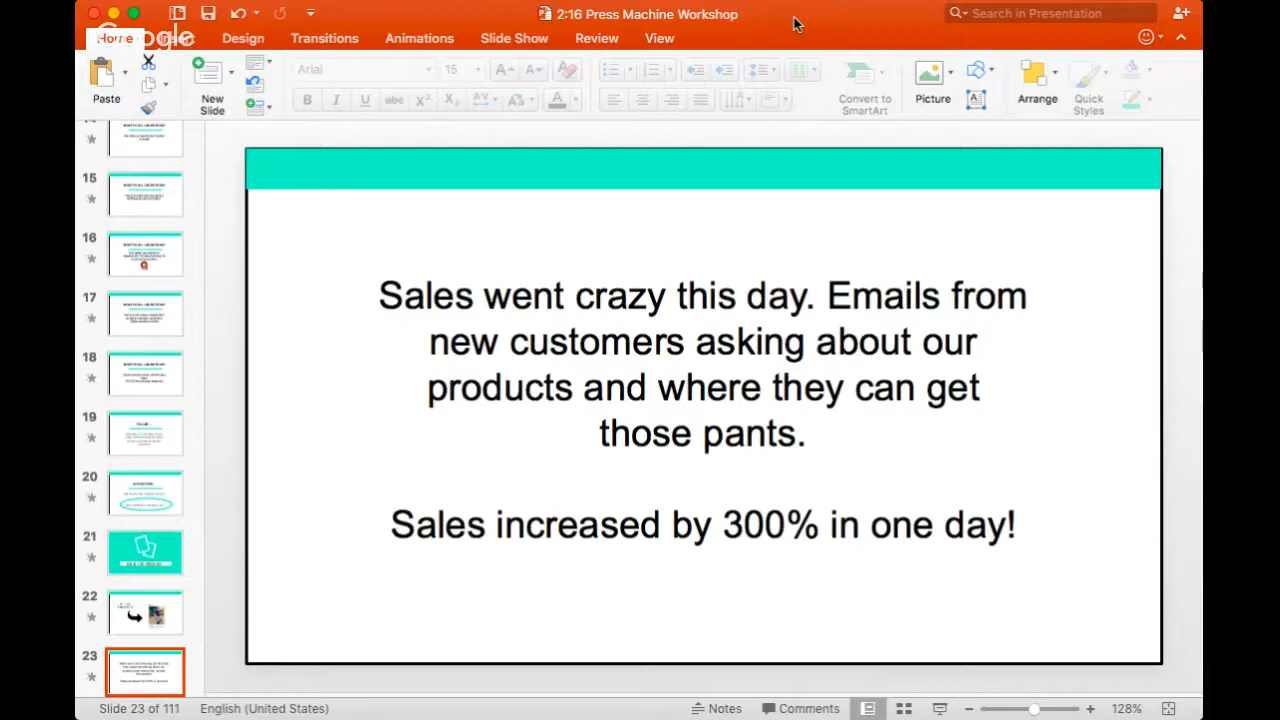 2:16 Press Machine Workshop
Search in Presentation
Google
Home Insert Design Transitions Animations Slide Show Review View
Paste
New
Slide
Arial 15
Convert to
SmartArt
Picture
Arrange
Quick
Styles
15
16
17
18
19
20
21
22
23
Sales went crazy this day. Emails from
new customers asking about our
products and where they can get
those pants.
Sales increased by 300% in one day!
Slide 23 of 111 English (United States) Notes Comments 128%